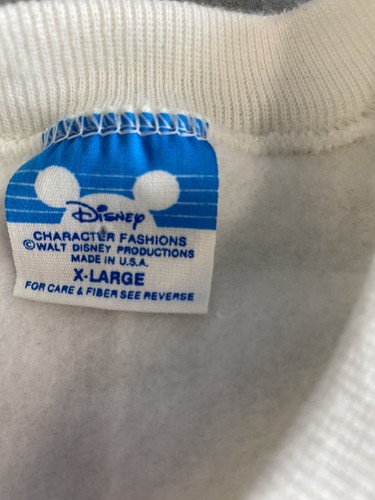 Disney
CHARACTER FASHIONS
©WALT DISNEY PRODUCTIONS
MADE IN U.S.A.
X-LARGE
FOR CARE & FIBER SEE REVERSE